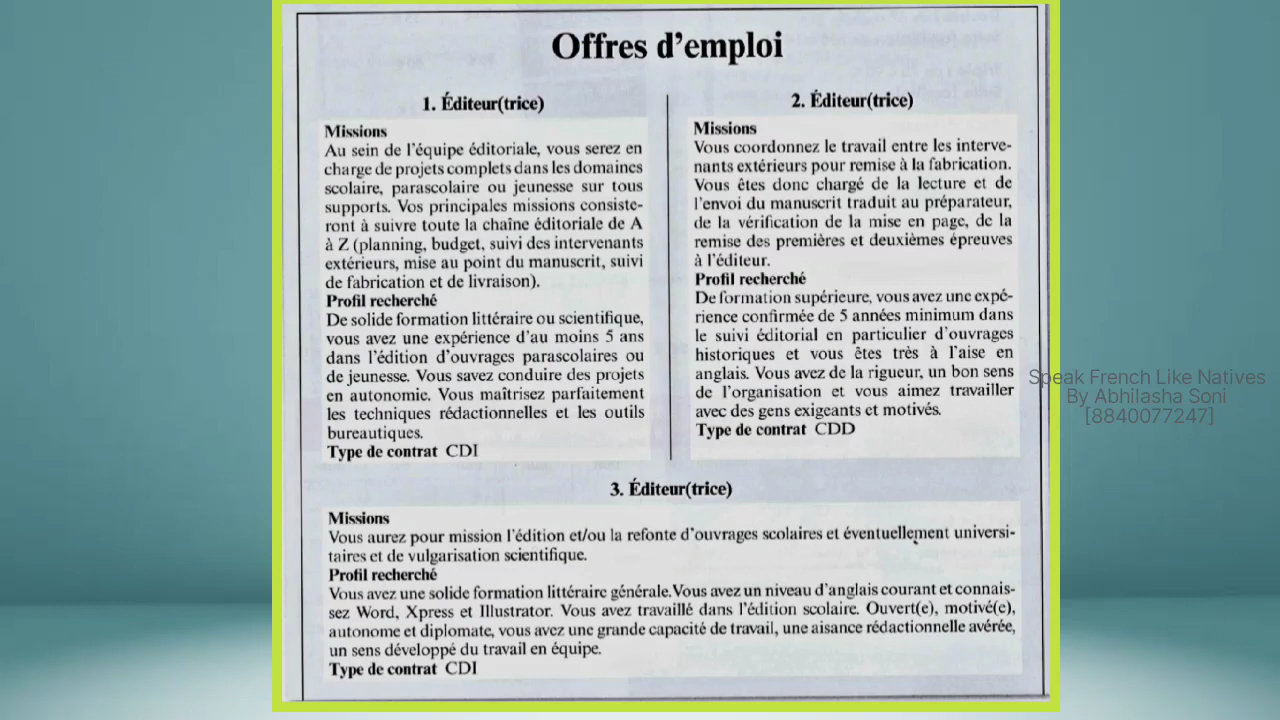 Offres d'emploi
1. Éditeur(trice)
Missions
Au sein de l'équipe éditoriale, vous serez en
charge de projets complets dans les domaines
scolaire, parascolaire ou jeunesse sur tous
supports. Vos principales missions consiste-
ront à suivre toute la chaîne éditoriale de A
à Z (planning, budget, suivi des intervenants
extérieurs, mise au point du manuscrit, suivi
de fabrication et de livraison).
Profil recherché
De solide formation littéraire ou scientifique,
vous avez une expérience d'au moins 5 ans
dans l'édition d'ouvrages parascolaires ou
de jeunesse. Vous savez conduire des projets
en autonomie. Vous maîtrisez parfaitement
les techniques rédactionnelles et les outils
bureautiques.
Type de contrat CDI
2. Éditeur(trice)
Missions
Vous coordonnez le travail entre les interve-
nants extérieurs pour remise à la fabrication.
Vous êtes donc chargé de la lecture et de
l'envoi du manuscrit traduit au préparateur,
de la vérification de la mise en page, de la
remise des premières et deuxièmes épreuves
à l'éditeur.
Profil recherché
De formation supérieure, vous avez une expé-
rience confirmée de 5 années minimum dans
le suivi éditorial en particulier d'ouvrages
historiques et vous êtes très à l'aise en
anglais. Vous avez de la rigueur, un bon sens
de l'organisation et vous aimez travailler
avec des gens exigeants et motivés.
Type de contrat CDD
3. Éditeur(trice)
Missions
Vous aurez pour mission l'édition et/ou la refonte d'ouvrages scolaires et éventuellement universi-
taires et de vulgarisation scientifique.
Profil recherché
Vous avez une solide formation littéraire générale.Vous avez un niveau d'anglais courant et connais-
sez Word, Xpress et Illustrator. Vous avez travaillé dans l'édition scolaire. Ouvert(e), motivé(e),
autonome et diplomate, vous avez une grande capacité de travail, une aisance rédactionnelle avérée,
un sens développé du travail en équipe.
Type de contrat CDI
Speak French Like Natives
By Abhilasha Soni
[8840077247]